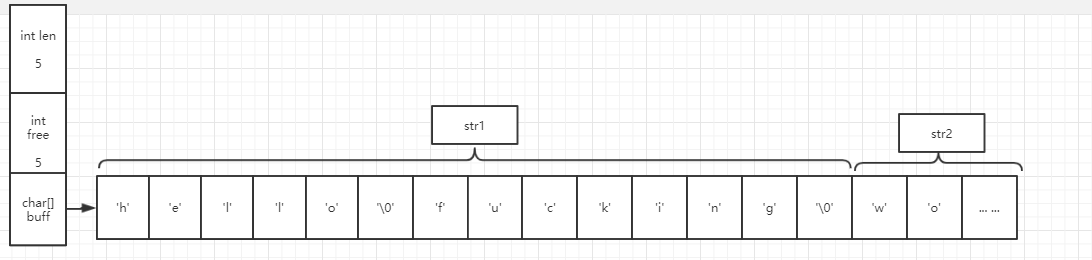 int len
5
int
free
5
char[]
buff
str1
str2
'h' 'e' 'l' 'l' 'o' '\0' 'f' 'u' 'c' 'k' 'i' 'n' 'g' '\0' 'w' 'o' ... ...